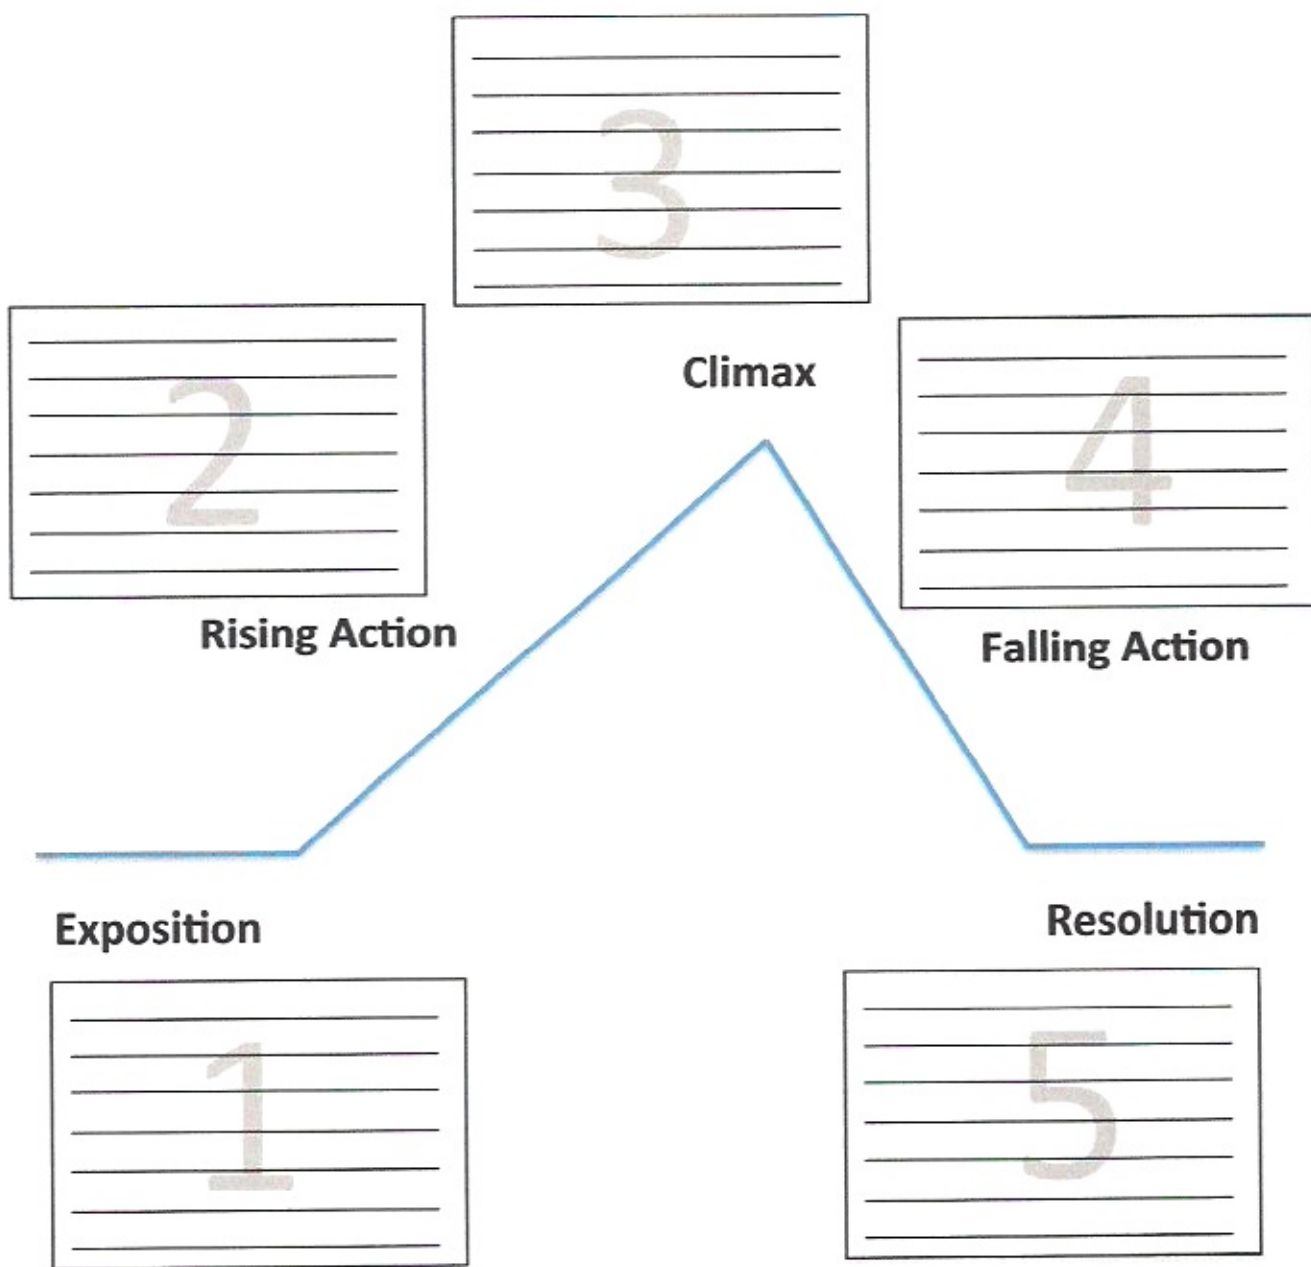 3
Climax
2
4
Rising Action
Falling Action
Exposition
Resolution
1
5